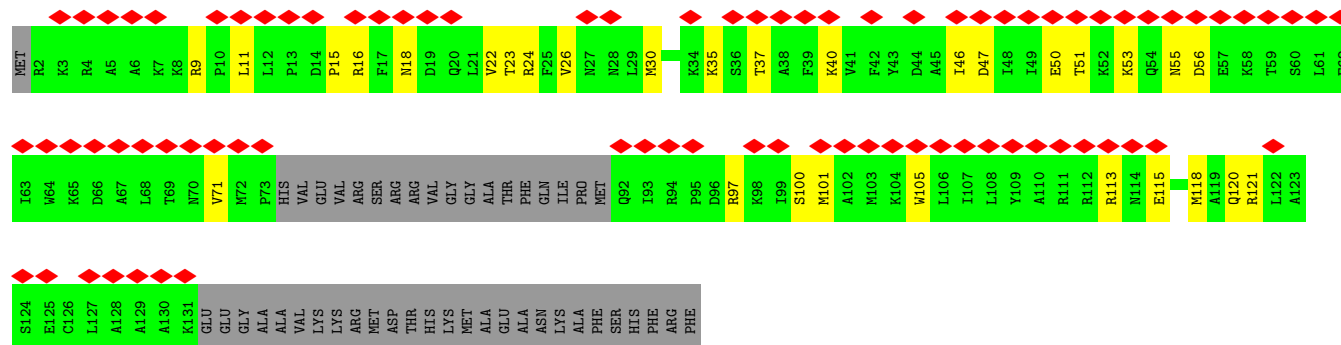 MET R2 K3 R4 A5 A6 K7 K8 R9 P10 L11 L12 P13 D14 P15 R16 F17 N18 D19 Q20 L21 V22 T23 R24 F25 V26 N27 N28 L29 M30 K34 K35 S36 T37 A38 F39 K40 V41 F42 Y43 D44 A45 I46 D47 I48 I49 E50 T51 K52 K53 Q54 N55 D56 E57 K58 T59 S60 L61
I63 W64 K65 D66 A67 L68 T69 N70 V71 M72 P73 HIS VAL GLU VAL ARG SER ARG ARG VAL GLY GLY ALA THR PHE GLN ILE PRO MET Q92 I93 R94 P95 D96 R97 K98 I99 S100 M101 A102 M103 K104 W105 L106 I107 L108 Y109 A110 R111 R112 R113 N114 E115 M118 A119 Q120 R121 L122 A123
S124 E125 C126 L127 A128 A129 A130 K131 GLU GLU GLY ALA ALA VAL LYS LYS ARG MET ASP THR HIS LYS MET ALA GLU ALA ASN LYS ALA PHE SER HIS PHE ARG PHE